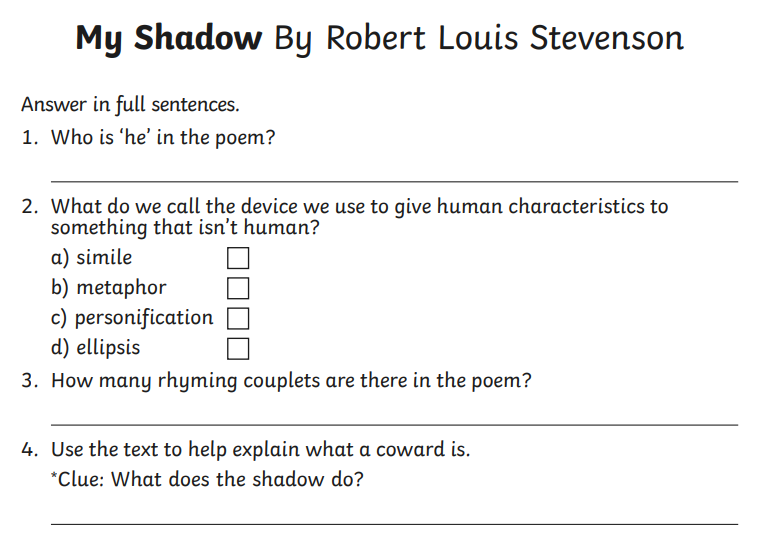 My Shadow By Robert Louis Stevenson
Answer in full sentences.
1. Who is ‘he’ in the poem?
2. What do we call the device we use to give human characteristics to
something that isn’t human?
a) simile
b) metaphor
c) personification
d) ellipsis
3. How many rhyming couplets are there in the poem?
4. Use the text to help explain what a coward is.
*Clue: What does the shadow do?